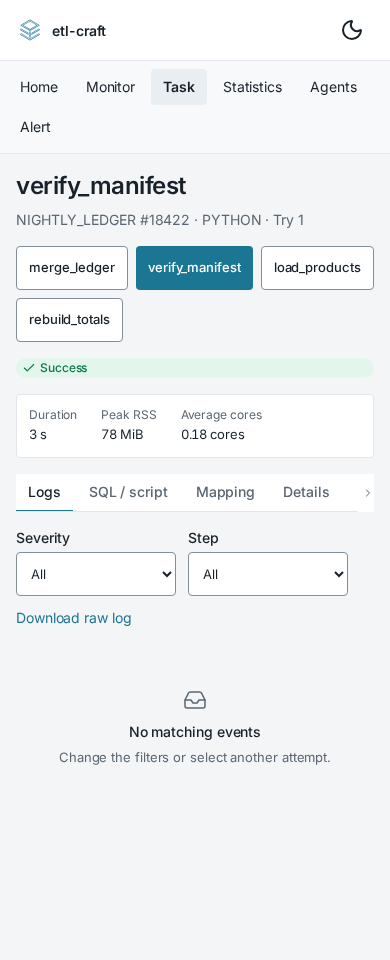 etl-craft
Home Monitor Task Statistics Agents
Alert
verify_manifest
NIGHTLY_LEDGER #18422 · PYTHON · Try 1
merge_ledger verify_manifest load_products
rebuild_totals
Success
Duration Peak RSS Average cores
3 s 78 MiB 0.18 cores
Logs SQL / script Mapping Details
Severity Step
All All
Download raw log
No matching events
Change the filters or select another attempt.